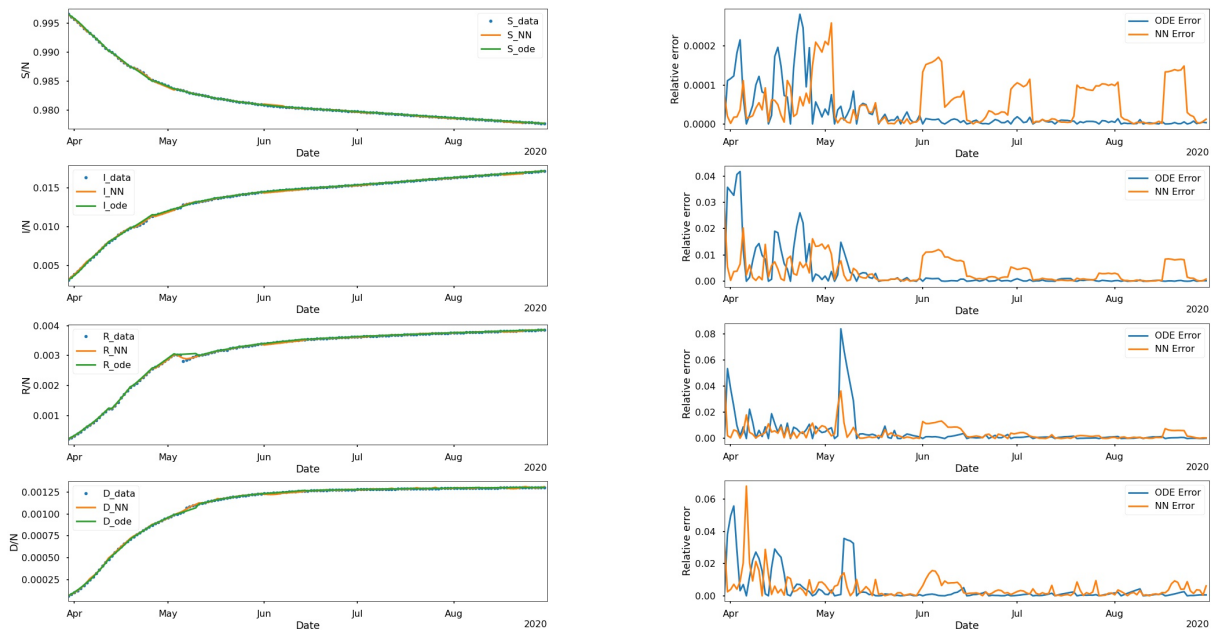 0.995
0.990
0.985
0.980
S/N
S_data
S_NN
S_ode
Apr May Jun Jul Aug
Date
2020
0.0002
0.0001
0.0000
Relative error
ODE Error
NN Error
Apr May Jun Jul Aug
Date
2020
0.015
0.010
0.005
I/N
I_data
I_NN
I_ode
Apr May Jun Jul Aug
Date
2020
0.04
0.03
0.02
0.01
0.00
Relative error
ODE Error
NN Error
Apr May Jun Jul Aug
Date
2020
0.004
0.003
0.002
0.001
R/N
R_data
R_NN
R_ode
Apr May Jun Jul Aug
Date
2020
0.08
0.06
0.04
0.02
0.00
Relative error
ODE Error
NN Error
Apr May Jun Jul Aug
Date
2020
0.00125
0.00100
0.00075
0.00050
0.00025
D/N
D_data
D_NN
D_ode
Apr May Jun Jul Aug
Date
2020
0.06
0.04
0.02
0.00
Relative error
ODE Error
NN Error
Apr May Jun Jul Aug
Date
2020